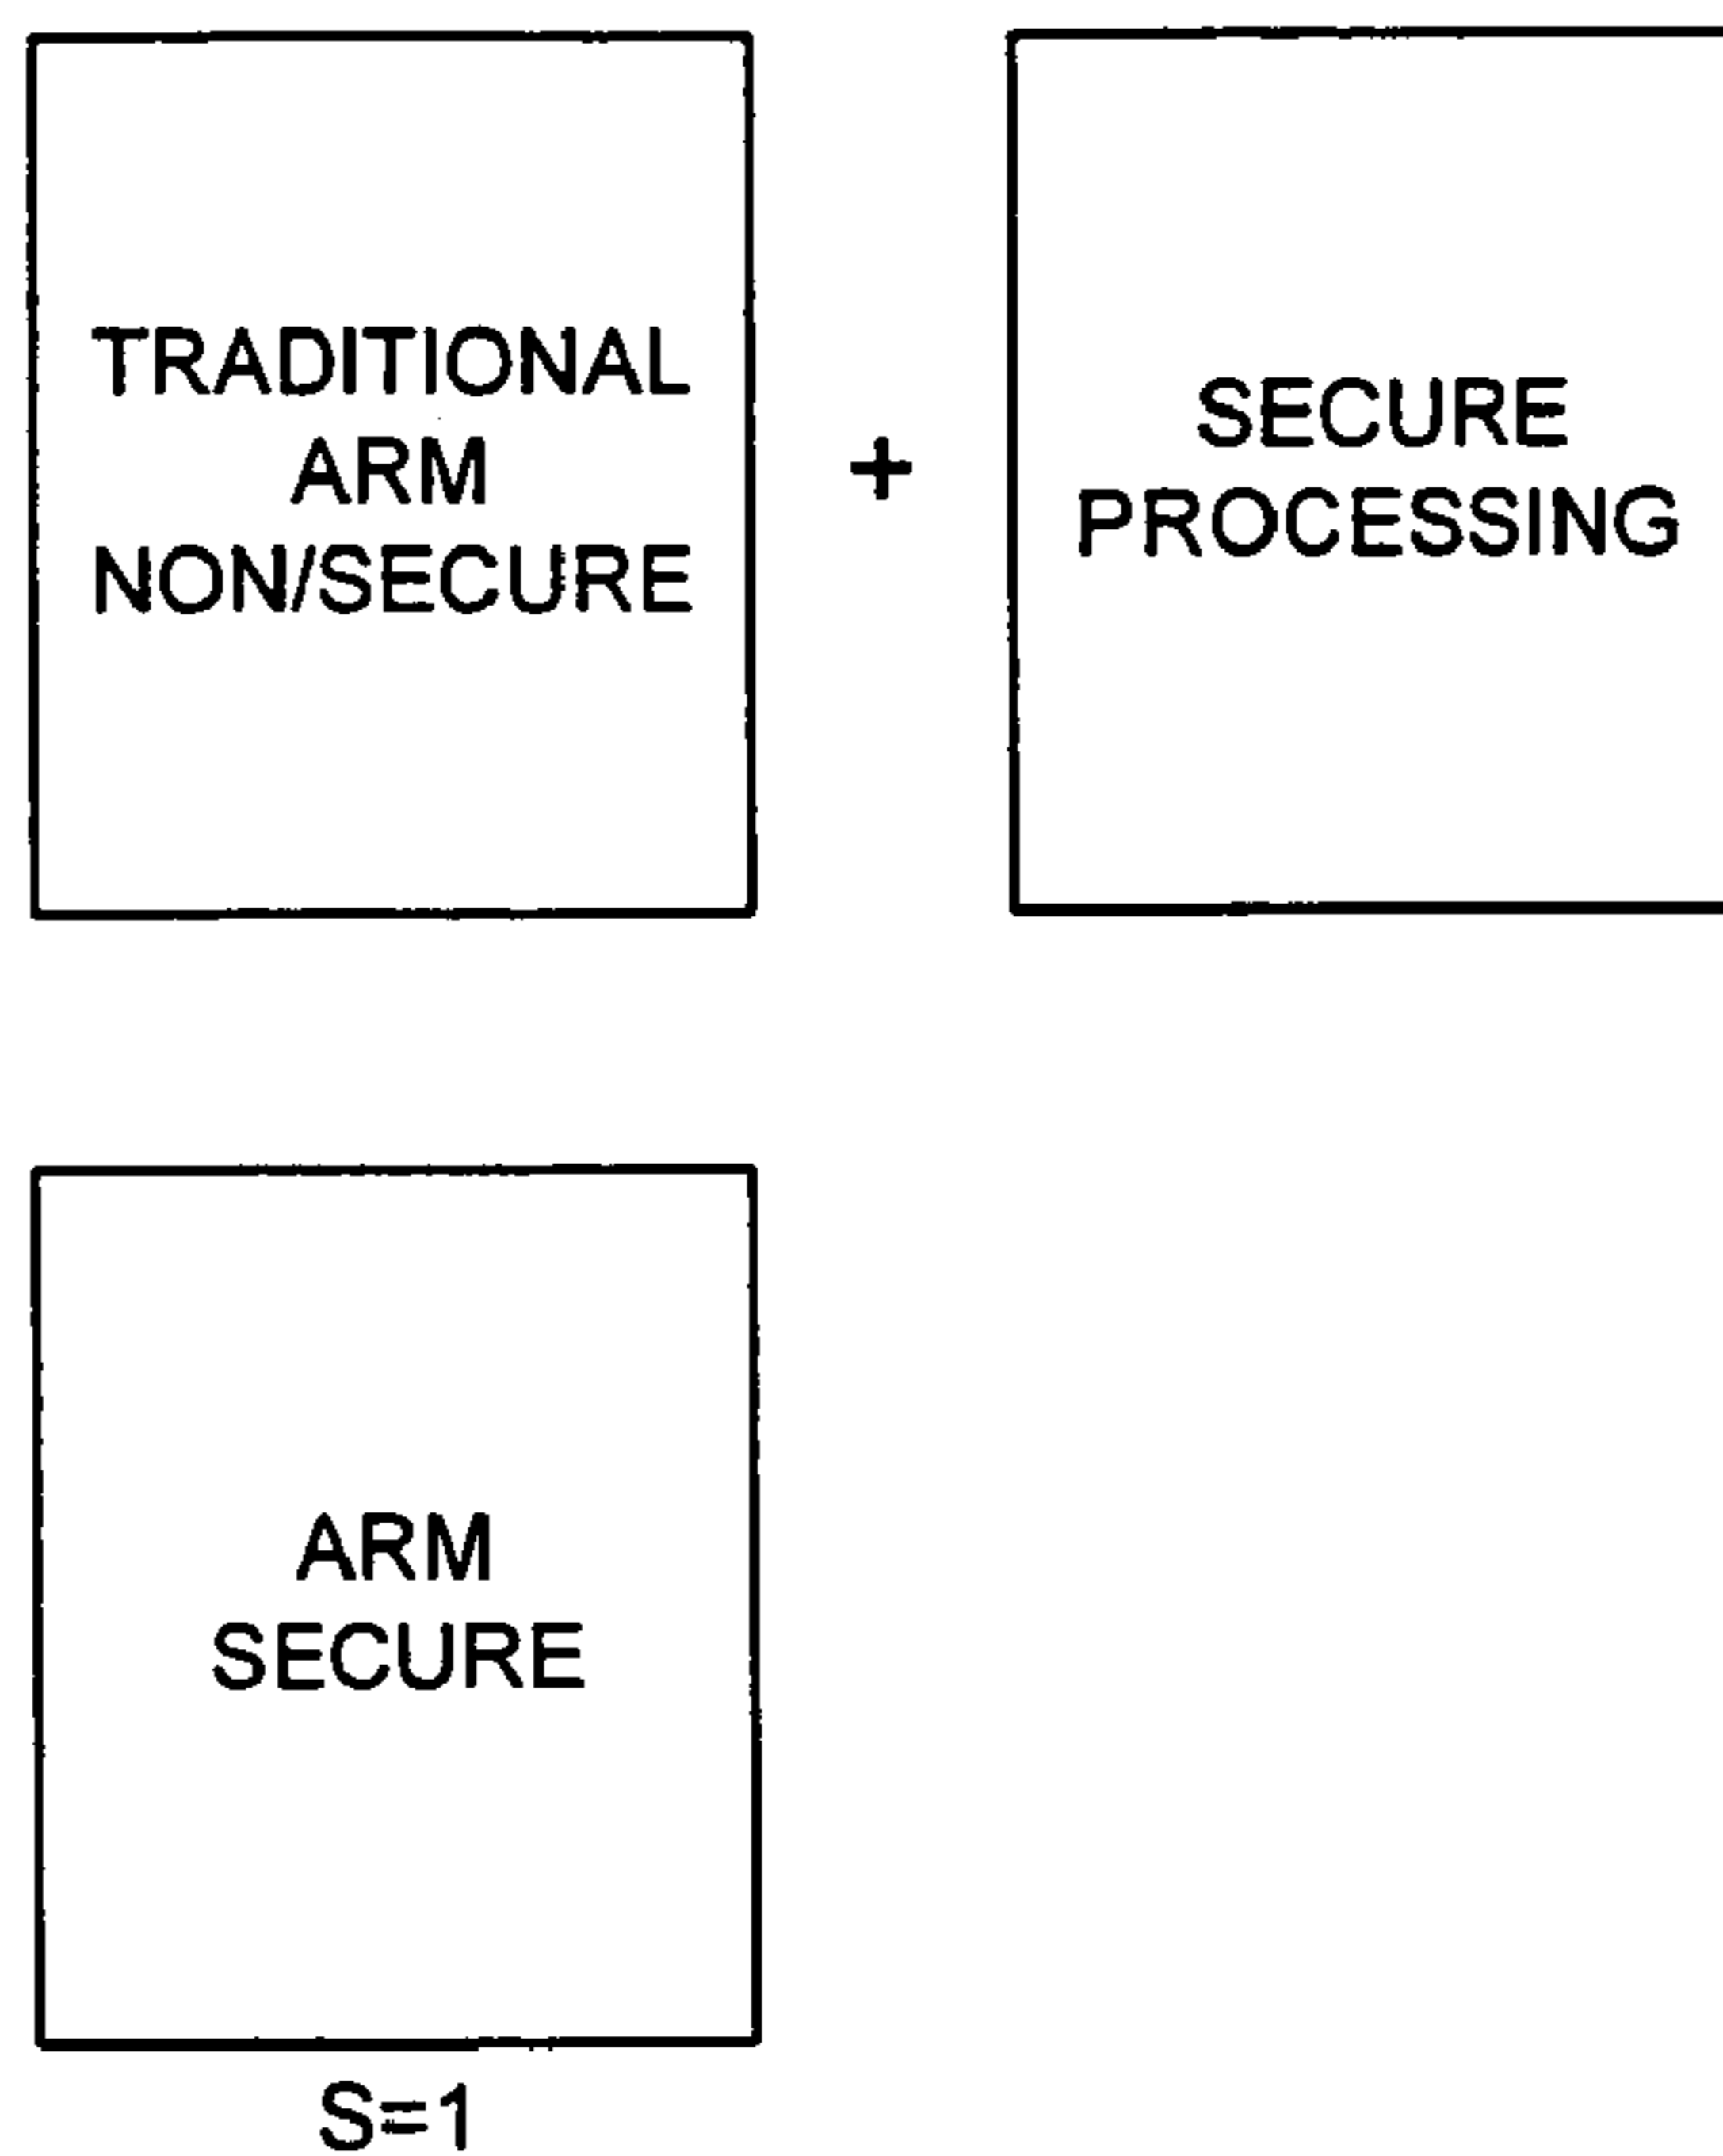 TRADITIONAL
ARM
NON/SECURE
+
SECURE
PROCESSING
ARM
SECURE
S=1